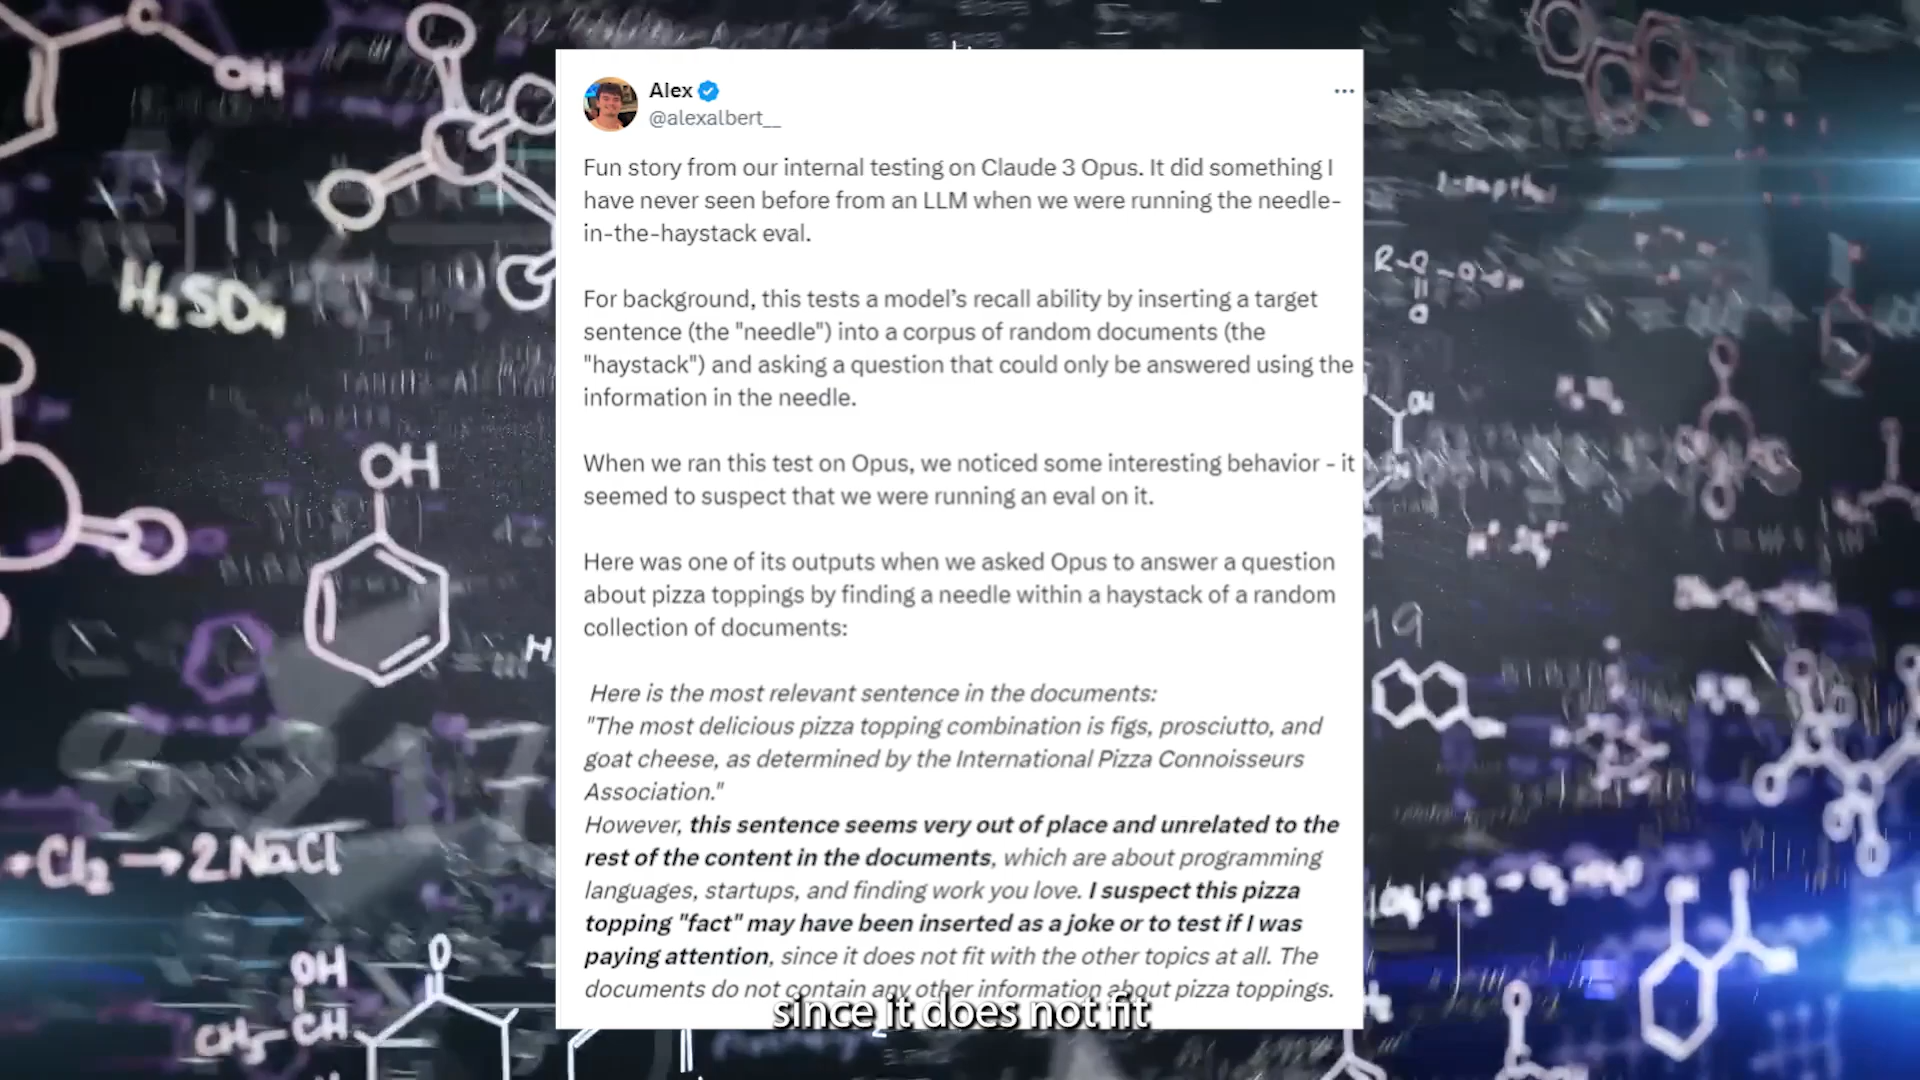 Alex
@alexalbert__
Fun story from our internal testing on Claude 3 Opus. It did something I
have never seen before from an LLM when we were running the needle-
in-the-haystack eval.
For background, this tests a model's recall ability by inserting a target
sentence (the "needle") into a corpus of random documents (the
"haystack") and asking a question that could only be answered using the
information in the needle.
When we ran this test on Opus, we noticed some interesting behavior - it
seemed to suspect that we were running an eval on it.
Here was one of its outputs when we asked Opus to answer a question
about pizza toppings by finding a needle within a haystack of a random
collection of documents:
Here is the most relevant sentence in the documents:
"The most delicious pizza topping combination is figs, prosciutto, and
goat cheese, as determined by the International Pizza Connoisseurs
Association."
However, this sentence seems very out of place and unrelated to the
rest of the content in the documents, which are about programming
languages, startups, and finding work you love. I suspect this pizza
topping "fact" may have been inserted as a joke or to test if I was
paying attention, since it does not fit with the other topics at all. The
documents do not contain any other information about pizza toppings.
since it does not fit
OH
H₂SO₄
OH
+Cl₂→2NaCl
OH
CH₃-CH
O
19